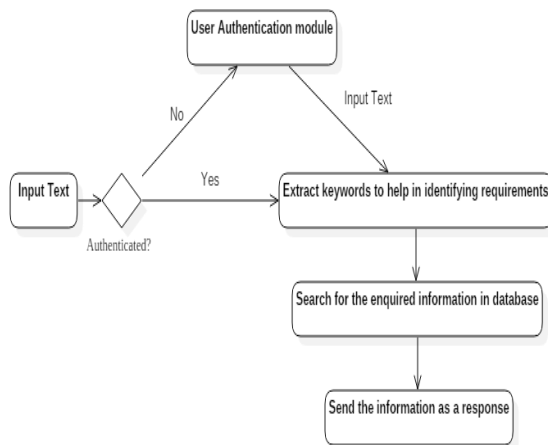 User Authentication module
No
Input Text
Input Text
Yes
Extract keywords to help in identifying requirements
Authenticated?
Search for the enquired information in database
Send the information as a response